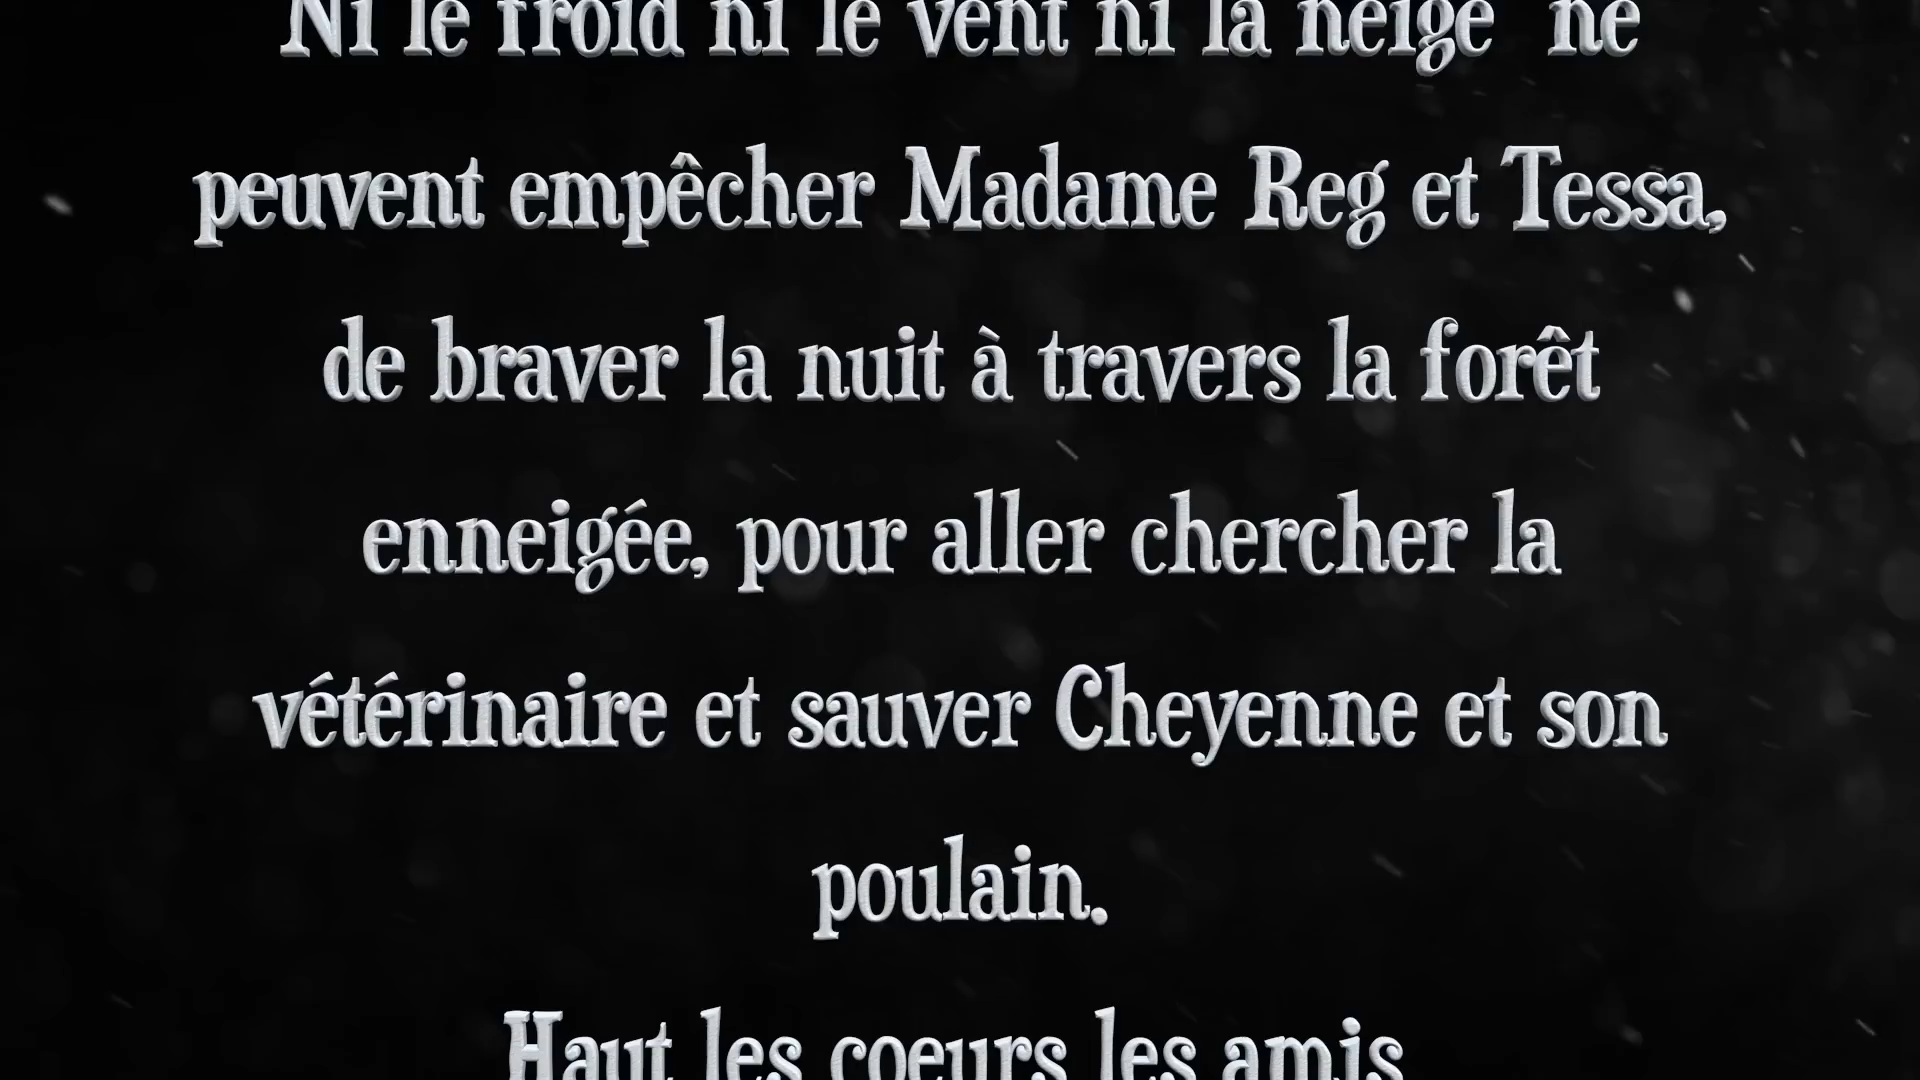 Ni le froid ni le vent ni la neige ne
peuvent empêcher Madame Reg et Tessa,
de braver la nuit à travers la forêt
enneigée, pour aller chercher la
vétérinaire et sauver Cheyenne et son
poulain.
Haut les coeurs les amis